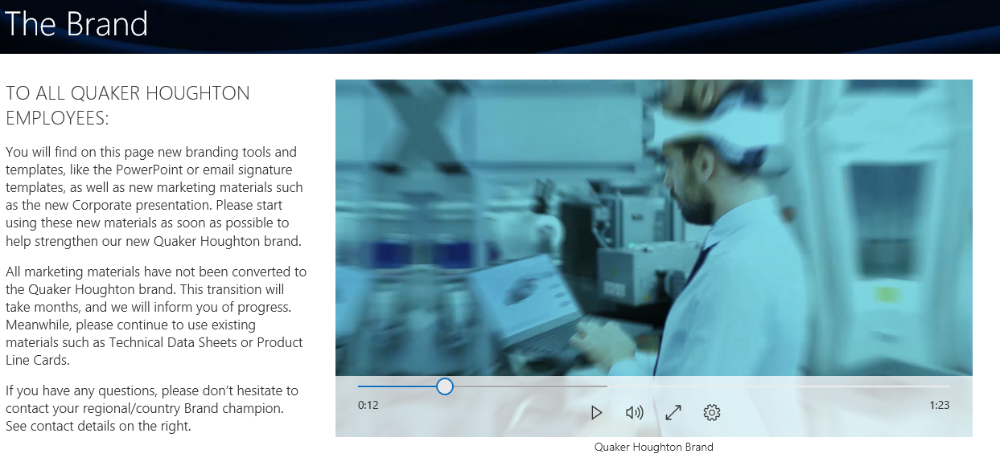 The Brand
TO ALL QUAKER HOUGHTON
EMPLOYEES:
You will find on this page new branding tools and
templates, like the PowerPoint or email signature
templates, as well as new marketing materials such
as the new Corporate presentation. Please start
using these new materials as soon as possible to
help strengthen our new Quaker Houghton brand.
All marketing materials have not been converted to
the Quaker Houghton brand. This transition will
take months, and we will inform you of progress.
Meanwhile, please continue to use existing
materials such as Technical Data Sheets or Product
Line Cards.
If you have any questions, please don’t hesitate to
contact your regional/country Brand champion.
See contact details on the right.
0:12
1:23
Quaker Houghton Brand